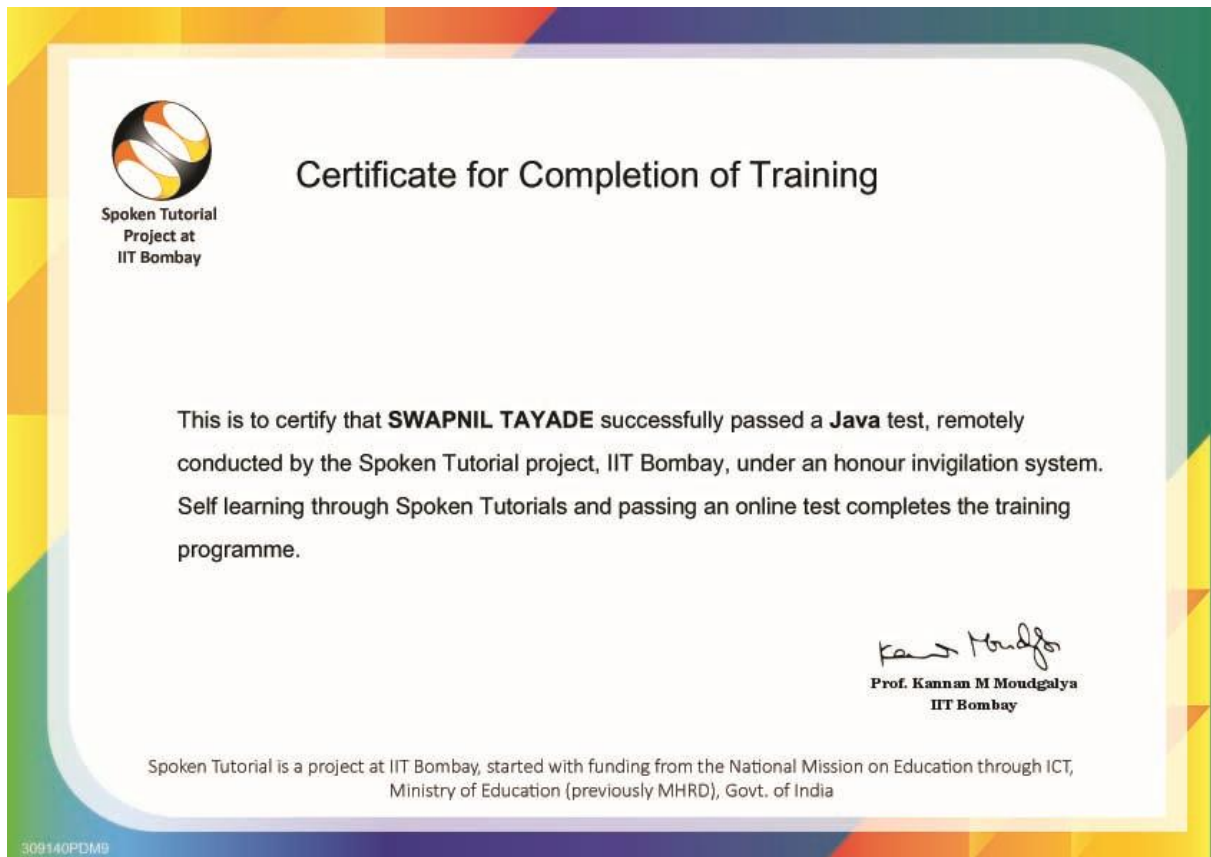 Spoken Tutorial
Project at
IIT Bombay
Certificate for Completion of Training
This is to certify that SWAPNIL TAYADE successfully passed a Java test, remotely
conducted by the Spoken Tutorial project, IIT Bombay, under an honour invigilation system.
Self learning through Spoken Tutorials and passing an online test completes the training
programme.
Prof. Kannan M Moudgalya
IIT Bombay
Spoken Tutorial is a project at IIT Bombay, started with funding from the National Mission on Education through ICT,
Ministry of Education (previously MHRD), Govt. of India
309140PDM9